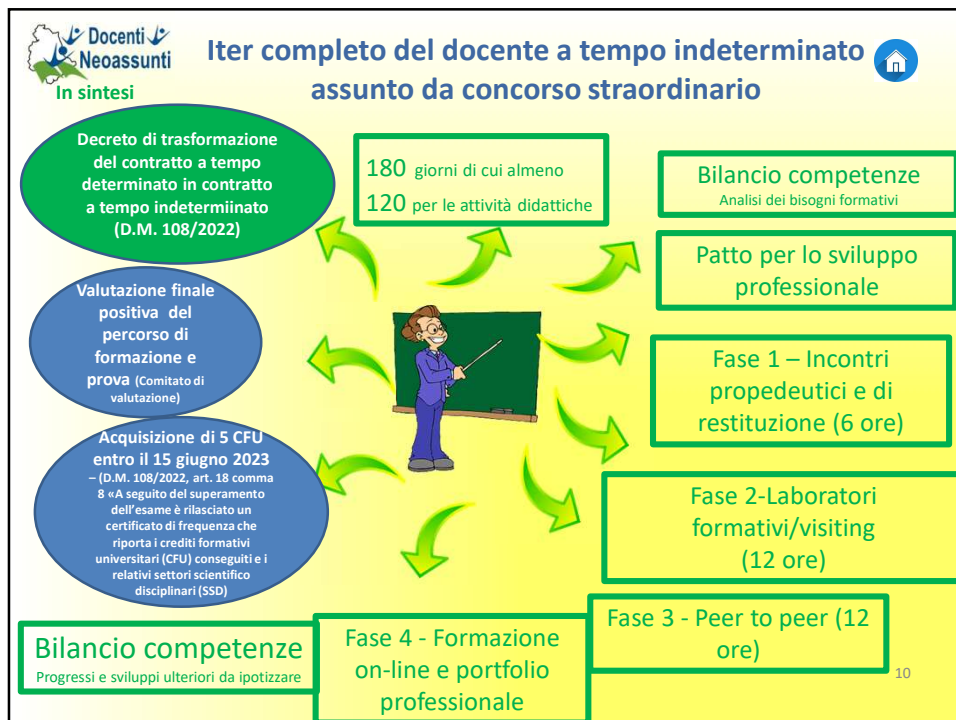 Docenti
Neoassunti
In sintesi
Iter completo del docente a tempo indeterminato
assunto da concorso straordinario
Decreto di trasformazione
del contratto a tempo
determinato in contratto
a tempo indetermiinato
(D.M. 108/2022)
180 giorni di cui almeno
120 per le attività didattiche
Bilancio competenze
Analisi dei bisogni formativi
Patto per lo sviluppo
professionale
Valutazione finale
positiva del
percorso di
formazione e
prova (Comitato di
valutazione)
Fase 1 – Incontri
propedeutici e di
restituzione (6 ore)
Acquisizione di 5 CFU
entro il 15 giugno 2023
– (D.M. 108/2022, art. 18 comma
8 «A seguito del superamento
dell'esame è rilasciato un
certificato di frequenza che
riporta i crediti formativi
universitari (CFU) conseguiti e i
relativi settori scientifico
disciplinari (SSD)
Fase 2-Laboratori
formativi/visiting
(12 ore)
Fase 3 - Peer to peer (12
ore)
Fase 4 - Formazione
on-line e portfolio
professionale
Bilancio competenze
Progressi e sviluppi ulteriori da ipotizzare
10